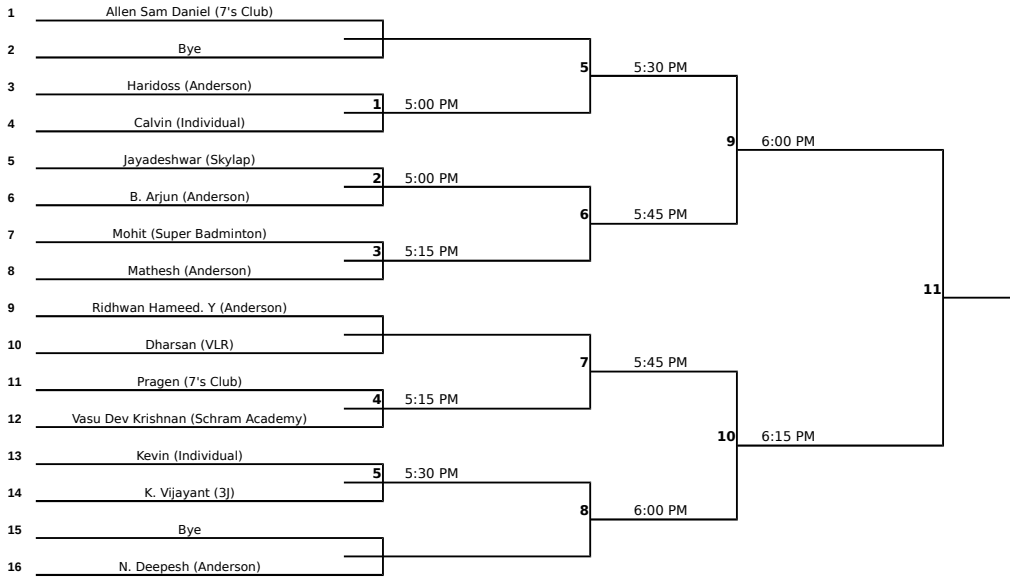 1 Allen Sam Daniel (7's Club)
2 Bye
5 5:30 PM
3 Haridoss (Anderson)
1 5:00 PM
4 Calvin (Individual)
9 6:00 PM
5 Jayadeshwar (Skylap)
2 5:00 PM
6 B. Arjun (Anderson)
6 5:45 PM
7 Mohit (Super Badminton)
3 5:15 PM
8 Mathesh (Anderson)
11
9 Ridhwan Hameed. Y (Anderson)
10 Dharsan (VLR)
7 5:45 PM
11 Pragen (7's Club)
4 5:15 PM
12 Vasu Dev Krishnan (Schram Academy)
10 6:15 PM
13 Kevin (Individual)
5 5:30 PM
14 K. Vijayant (3J)
8 6:00 PM
15 Bye
16 N. Deepesh (Anderson)